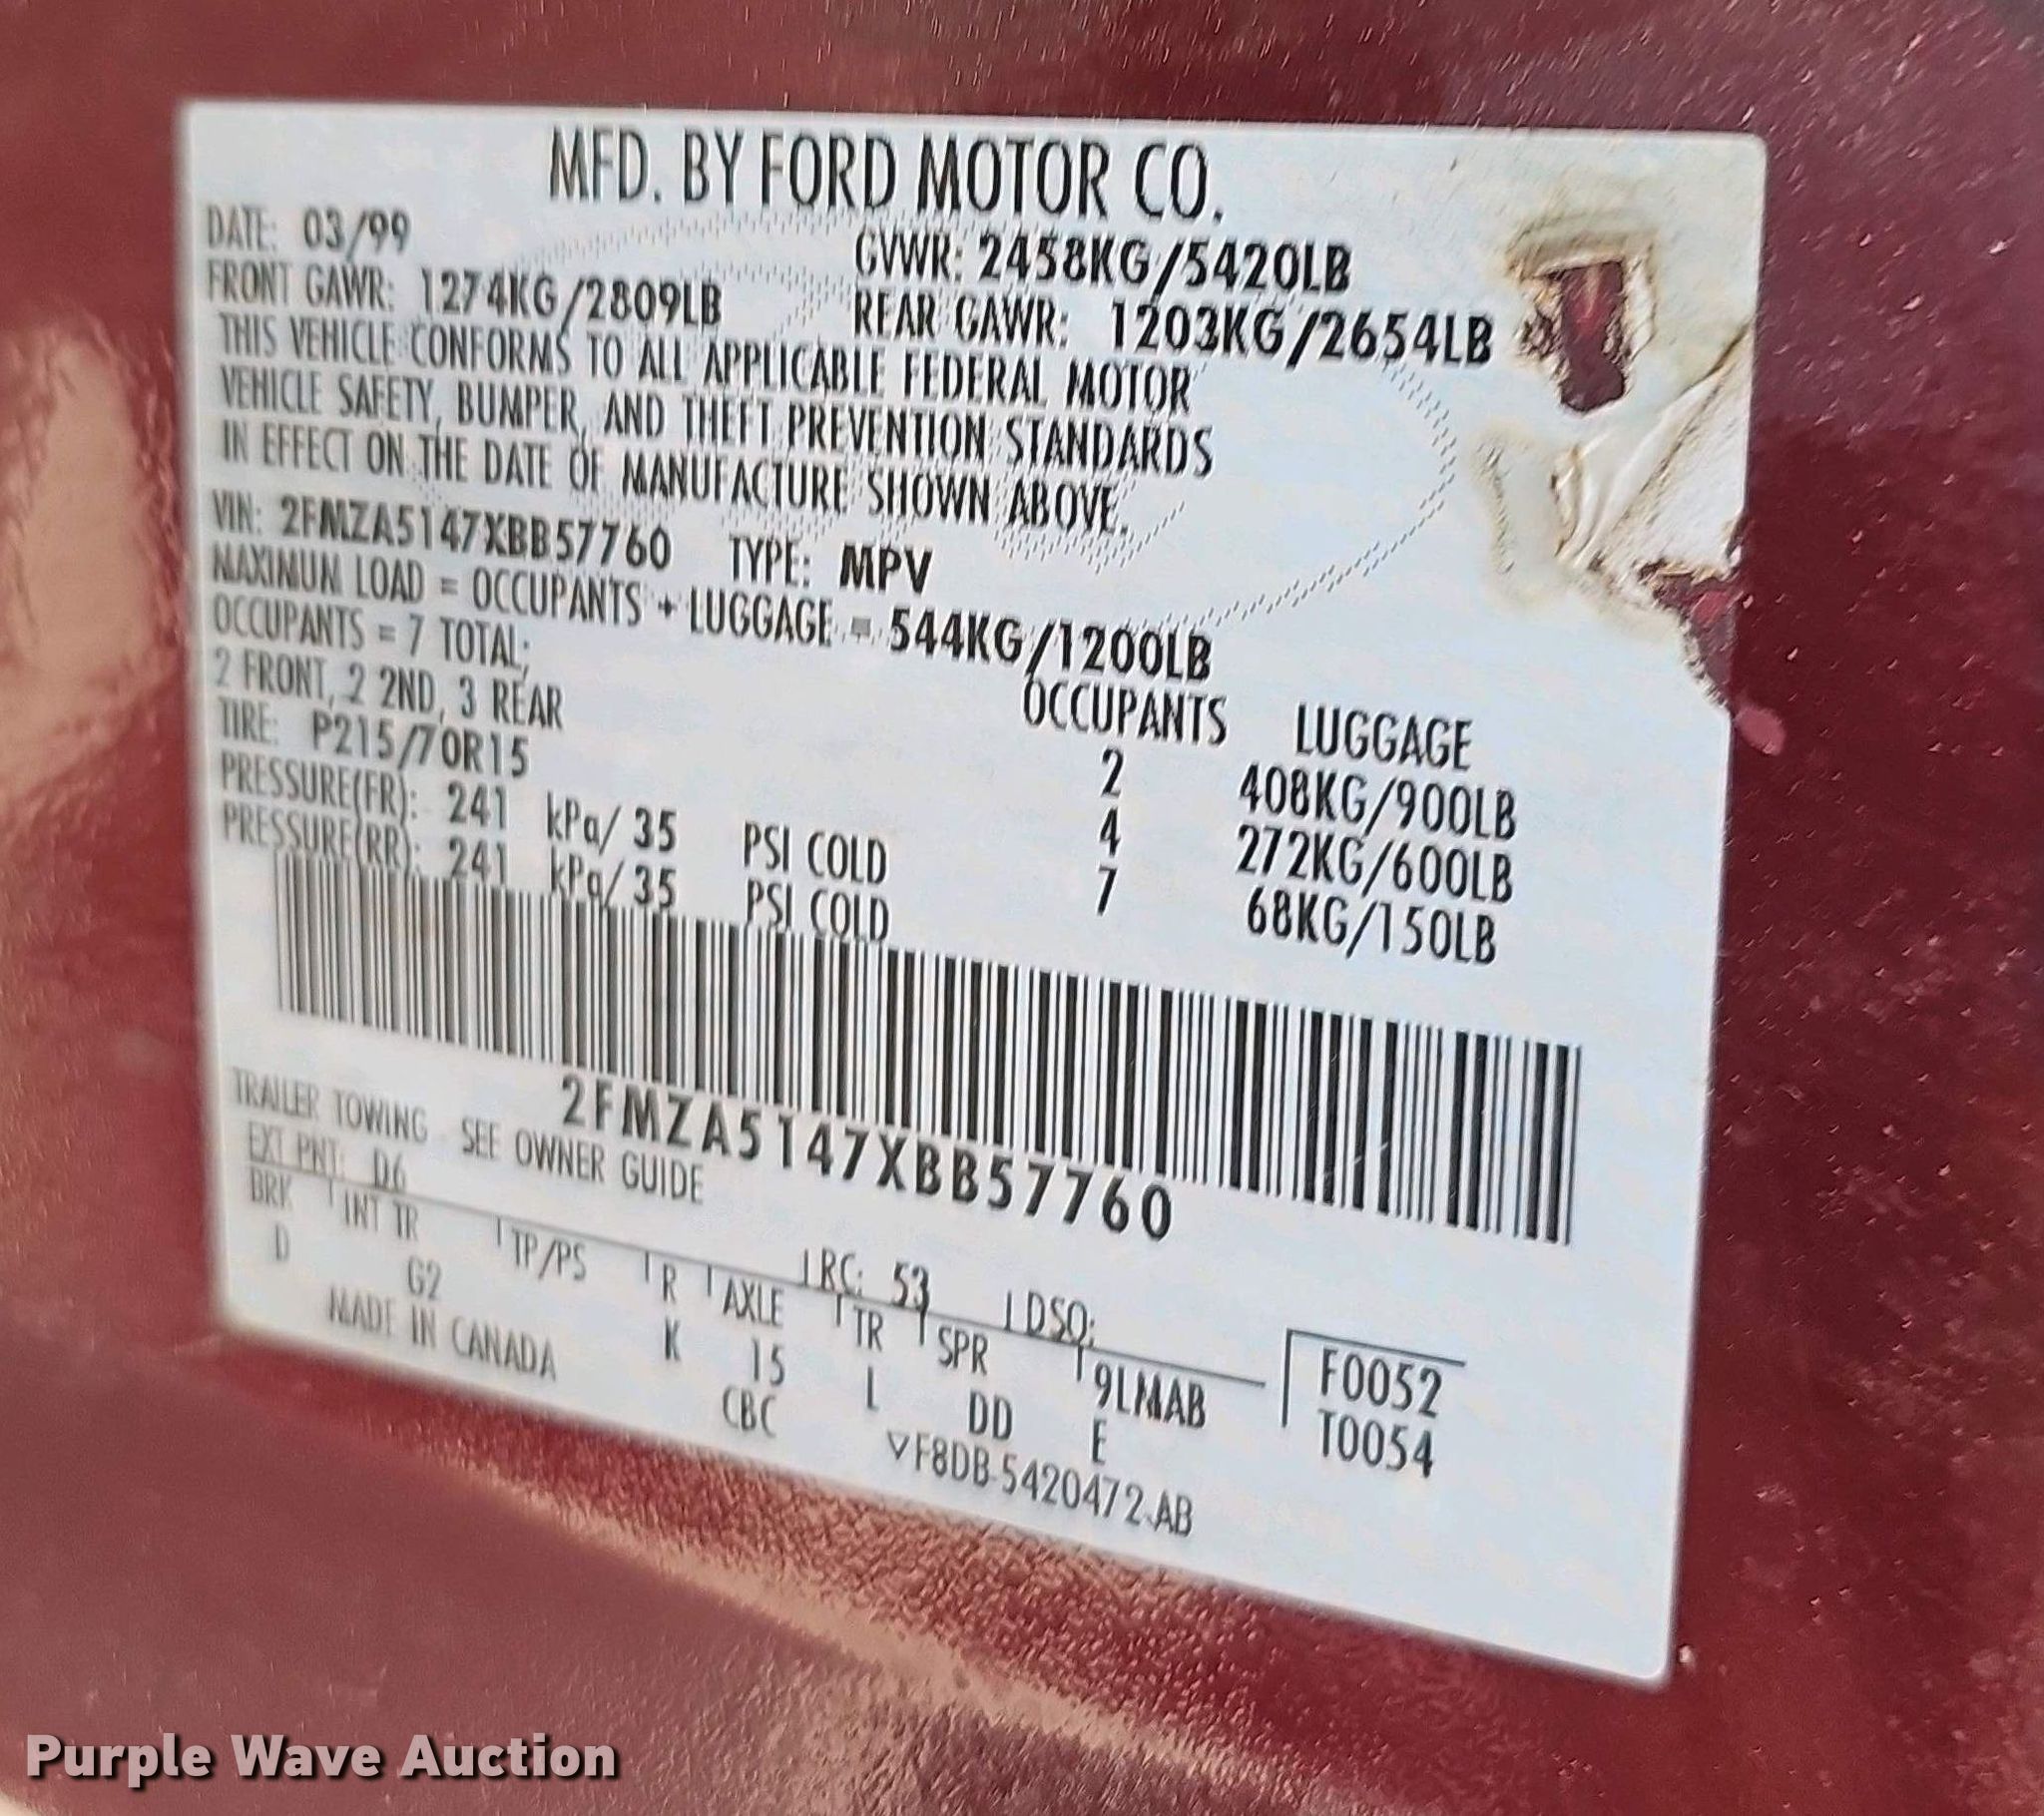 MFD. BY FORD MOTOR CO.
DATE: 03/99 GVWR: 2458KG/5420LB
FRONT GAWR: 1274KG/2809LB REAR GAWR: 1203KG/2654LB
THIS VEHICLE CONFORMS TO ALL APPLICABLE FEDERAL MOTOR
VEHICLE SAFETY, BUMPER, AND THEFT PREVENTION STANDARDS
IN EFFECT ON THE DATE OF MANUFACTURE SHOWN ABOVE.
VIN: 2FMZA5147XBB57760 TYPE: MPV
MAXIMUM LOAD = OCCUPANTS + LUGGAGE = 544KG/1200LB
OCCUPANTS = 7 TOTAL; OCCUPANTS LUGGAGE
2 FRONT, 2 2ND, 3 REAR 2 408KG/900LB
TIRE: P215/70R15 4 272KG/600LB
PRESSURE(FR): 241 kPa/ 35 PSI COLD 7 68KG/150LB
PRESSURE(RR): 241 kPa/ 35 PSI COLD
2FMZA5147XBB57760
TRAILER TOWING SEE OWNER GUIDE
EXT PNT: D6 RC: 53 DSO:
BRK INT TR TP/PS R AXLE TR SPR 9LMAB F0052
D G2 K 15 L DD E T0054
MADE IN CANADA CBC ▽F8DB-5420472-AB
Purple Wave Auction